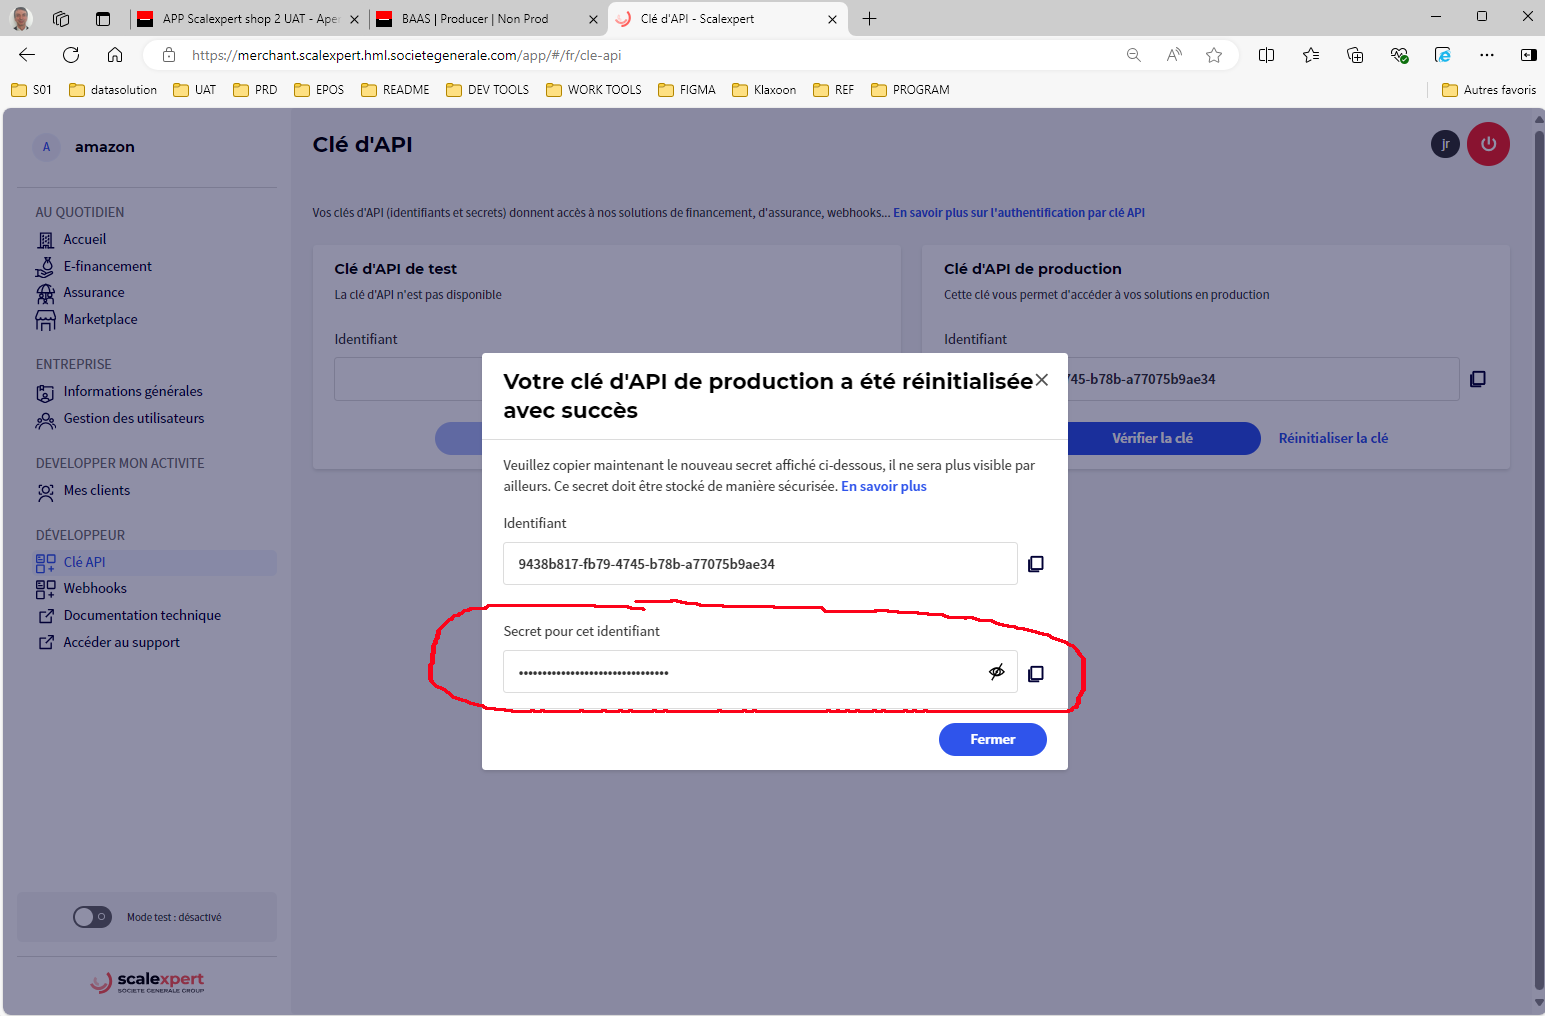 APP Scalexpert shop 2 UAT - Ape
BAAS | Producer | Non Prod
Clé d'API - Scalexpert
https://merchant.scalexpert.hml.societegenerale.com/app/#/fr/cle-api
S01
datasolution
UAT
PRD
EPOS
README
DEV TOOLS
WORK TOOLS
FIGMA
Klaxoon
REF
PROGRAM
Autres favoris
A
amazon
AU QUOTIDIEN
Accueil
E-financement
Assurance
Marketplace
ENTREPRISE
Informations générales
Gestion des utilisateurs
DEVELOPPER MON ACTIVITE
Mes clients
DÉVELOPPEUR
Clé API
Webhooks
Documentation technique
Accéder au support
Mode test : désactivé
scalexpert
SOCIETE GENERALE GROUP
Clé d'API
jr
Vos clés d'API (identifiants et secrets) donnent accès à nos solutions de financement, d'assurance, webhooks... En savoir plus sur l'authentification par clé API
Clé d'API de test
La clé d'API n'est pas disponible
Identifiant
Clé d'API de production
Cette clé vous permet d'accéder à vos solutions en production
Identifiant
45-b78b-a77075b9ae34
Vérifier la clé
Réinitialiser la clé
Votre clé d'API de production a été réinitialisée
avec succès
Veuillez copier maintenant le nouveau secret affiché ci-dessous, il ne sera plus visible par
ailleurs. Ce secret doit être stocké de manière sécurisée. En savoir plus
Identifiant
9438b817-fb79-4745-b78b-a77075b9ae34
Secret pour cet identifiant
Fermer